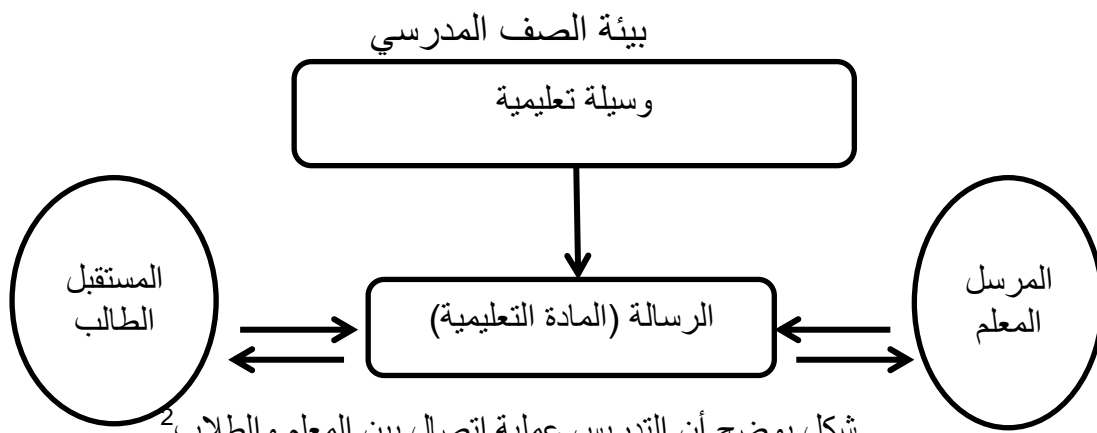 بيئة الصف المدرسي
وسيلة تعليمية
المرسل
المعلم
الرسالة (المادة التعليمية)
المستقبل
الطالب
شكل يوضح أن التدريس عملية اتصال بين المعلم والطلاب2